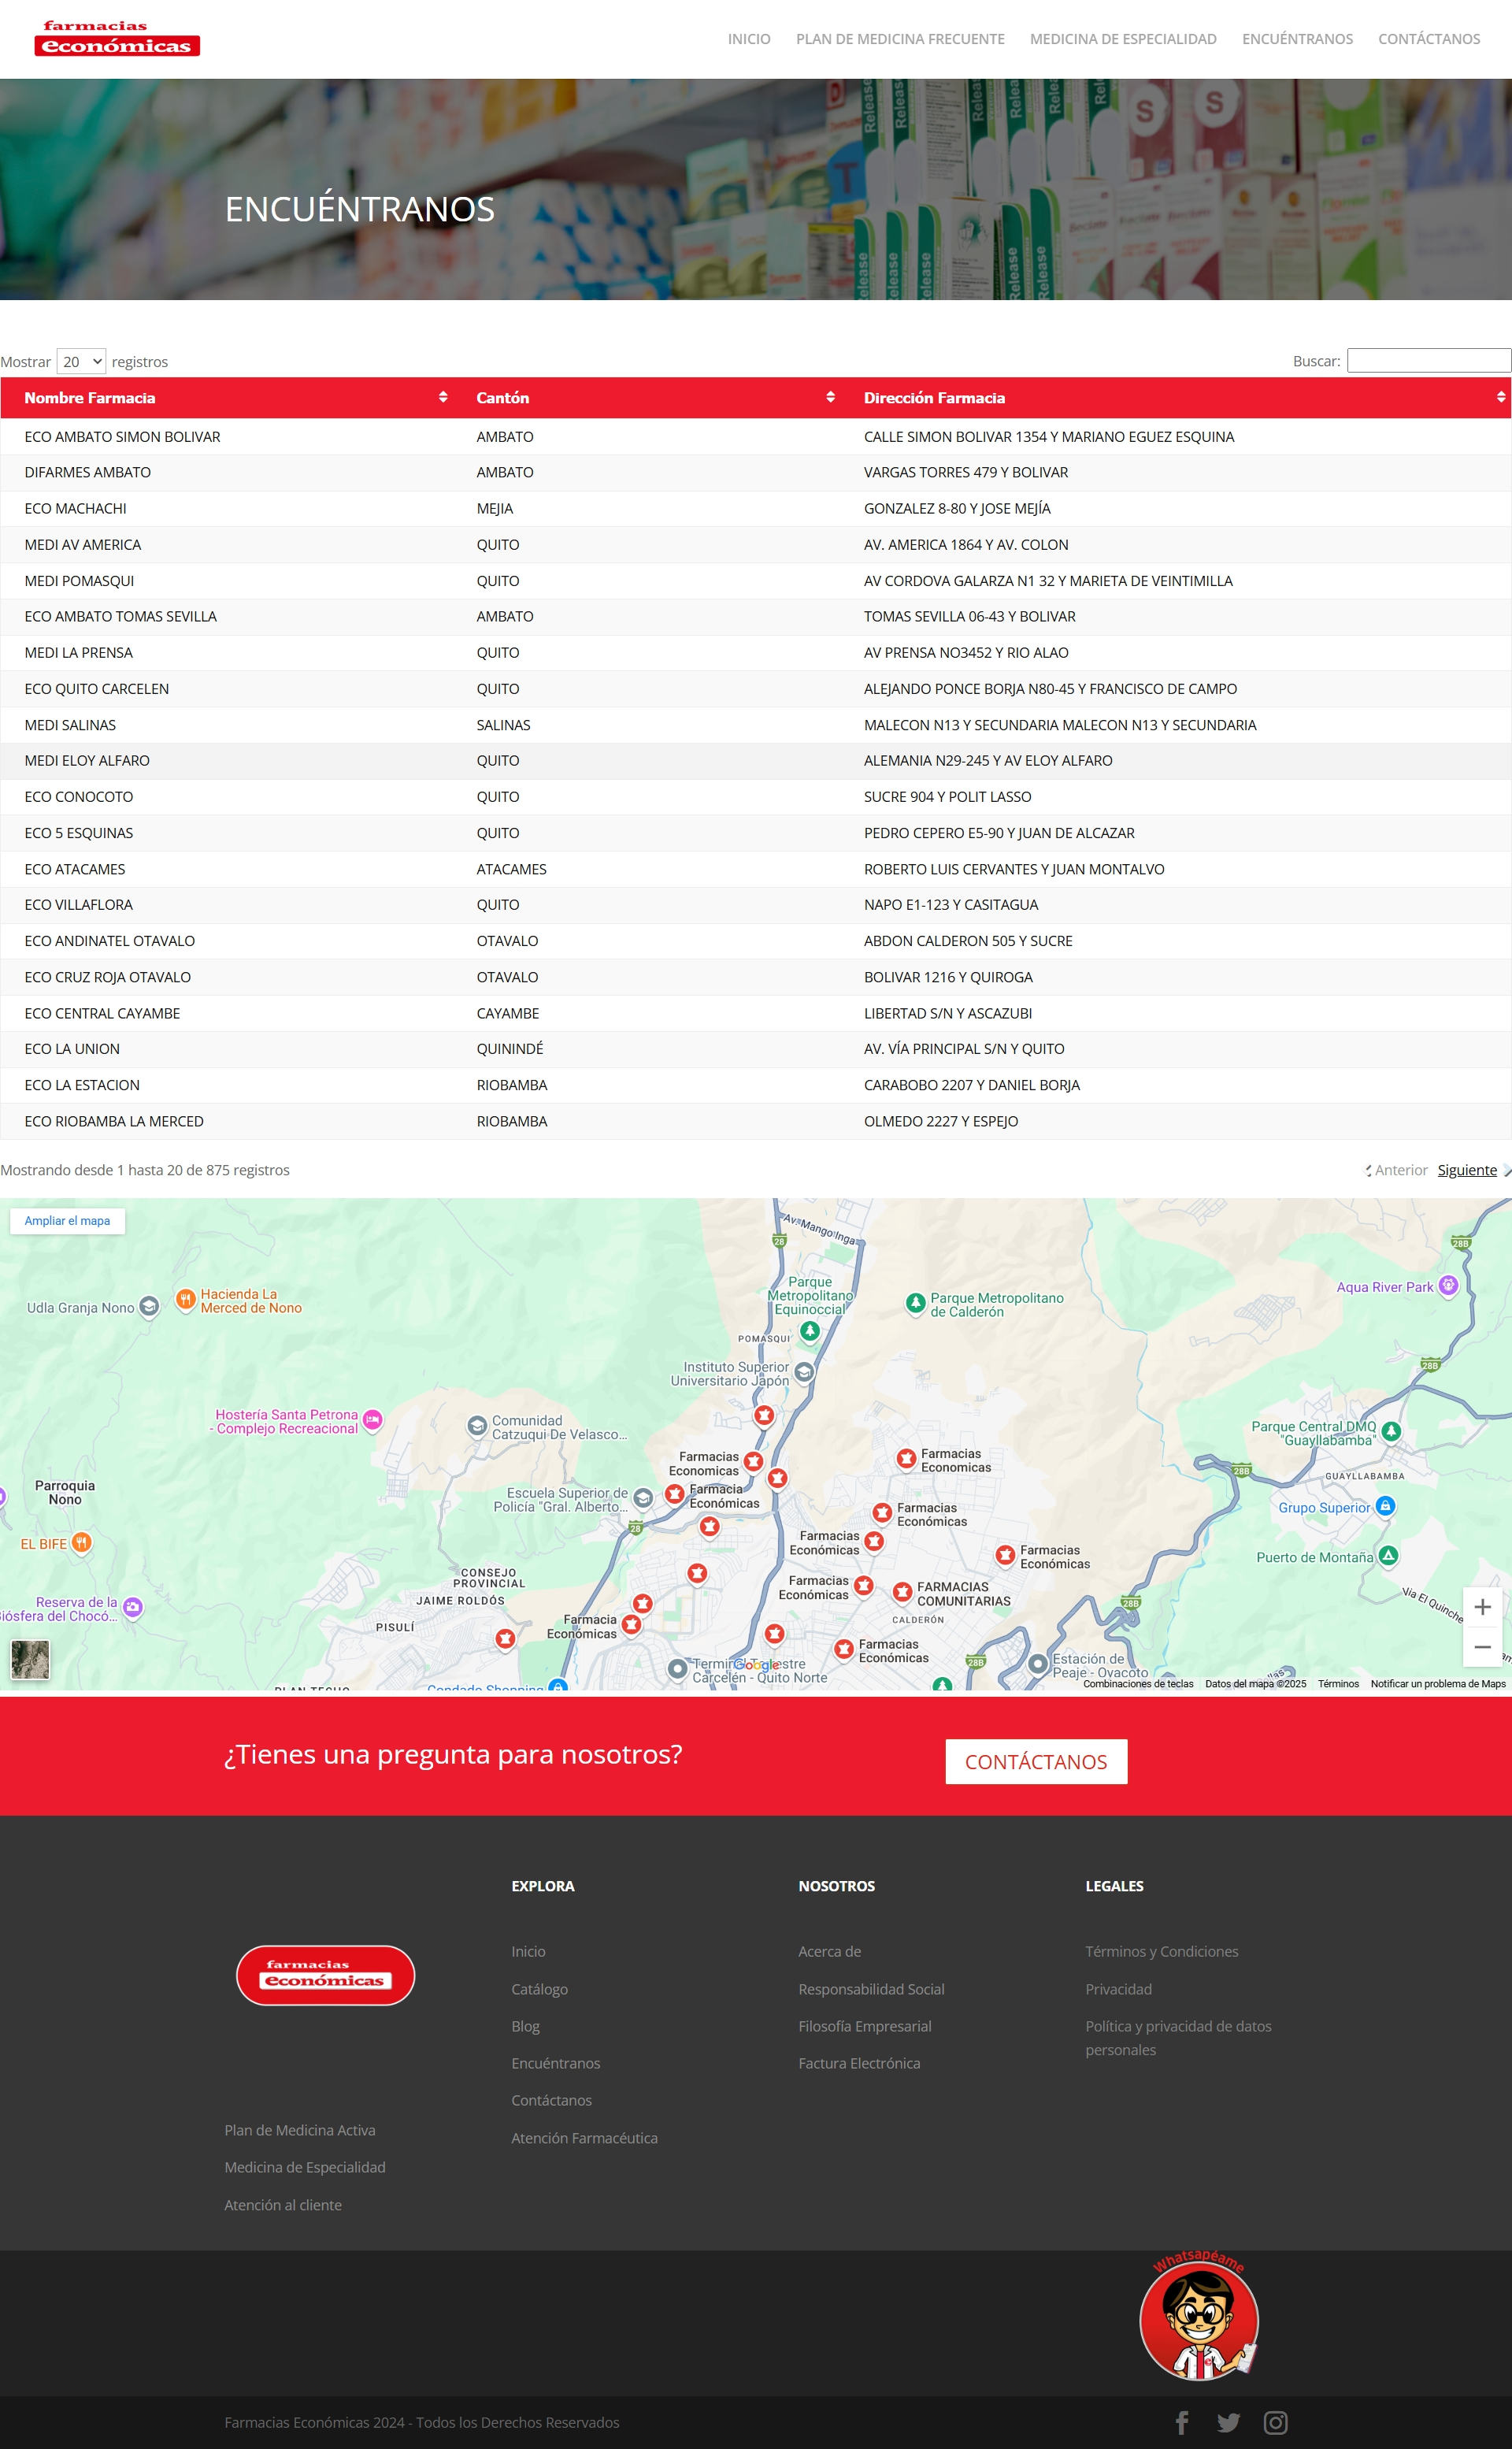 farmacias
económicas
INICIO PLAN DE MEDICINA FRECUENTE MEDICINA DE ESPECIALIDAD ENCUÉNTRANOS CONTÁCTANOS
Release Release Release Release Release Release
S S
T
ENCUÉNTRANOS
Release Release Release Release
Mostrar 20 registros
Buscar:
Nombre Farmacia Cantón Dirección Farmacia
ECO AMBATO SIMON BOLIVAR AMBATO CALLE SIMON BOLIVAR 1354 Y MARIANO EGUEZ ESQUINA
DIFARMES AMBATO AMBATO VARGAS TORRES 479 Y BOLIVAR
ECO MACHACHI MEJIA GONZALEZ 8-80 Y JOSE MEJÍA
MEDI AV AMERICA QUITO AV. AMERICA 1864 Y AV. COLON
MEDI POMASQUI QUITO AV CORDOVA GALARZA N1 32 Y MARIETA DE VEINTIMILLA
ECO AMBATO TOMAS SEVILLA AMBATO TOMAS SEVILLA 06-43 Y BOLIVAR
MEDI LA PRENSA QUITO AV PRENSA NO3452 Y RIO ALAO
ECO QUITO CARCELEN QUITO ALEJANDO PONCE BORJA N80-45 Y FRANCISCO DE CAMPO
MEDI SALINAS SALINAS MALECON N13 Y SECUNDARIA MALECON N13 Y SECUNDARIA
MEDI ELOY ALFARO QUITO ALEMANIA N29-245 Y AV ELOY ALFARO
ECO CONOCOTO QUITO SUCRE 904 Y POLIT LASSO
ECO 5 ESQUINAS QUITO PEDRO CEPERO E5-90 Y JUAN DE ALCAZAR
ECO ATACAMES ATACAMES ROBERTO LUIS CERVANTES Y JUAN MONTALVO
ECO VILLAFLORA QUITO NAPO E1-123 Y CASITAGUA
ECO ANDINATEL OTAVALO OTAVALO ABDON CALDERON 505 Y SUCRE
ECO CRUZ ROJA OTAVALO OTAVALO BOLIVAR 1216 Y QUIROGA
ECO CENTRAL CAYAMBE CAYAMBE LIBERTAD S/N Y ASCAZUBI
ECO LA UNION QUININDÉ AV. VÍA PRINCIPAL S/N Y QUITO
ECO LA ESTACION RIOBAMBA CARABOBO 2207 Y DANIEL BORJA
ECO RIOBAMBA LA MERCED RIOBAMBA OLMEDO 2227 Y ESPEJO
Mostrando desde 1 hasta 20 de 875 registros
Anterior Siguiente
Ampliar el mapa
Av. Mango Inga
28
28B
Parque
Metropolitano
Equinoccial
Aqua River Park
Hacienda La
Merced de Nono
Udla Granja Nono
Parque Metropolitano
de Calderón
POMASQUI
28B
Instituto Superior
Universitario Japón
Hostería Santa Petrona
- Complejo Recreacional
Comunidad
Catzuqui De Velasco...
Parque Central DMQ
"Guayllabamba"
Farmacias
Economicas
Farmacias
Economicas
28B
GUAYLLABAMBA
Parroquia
Nono
Escuela Superior de
Policía "Gral. Alberto...
Farmacia
Económicas
Grupo Superior
Farmacias
Económicas
28
EL BIFE
Farmacias
Económicas
Farmacias
Económicas
Puerto de Montaña
CONSEJO
PROVINCIAL
Farmacias
Económicas
FARMACIAS
COMUNITARIAS
JAIME ROLDÓS
Reserva de la
Biósfera del Chocó...
Vía El Quinche
28B
CALDERÓN
PISULÍ
Farmacia
Económicas
Farmacias
Económicas
Google
Terminal Terrestre
Carcelén - Quito Norte
28B
Estación de
Peaje - Oyacoto
Condado Shopping
Combinaciones de teclas Datos del mapa ©2025 Términos Notificar un problema de Maps
¿Tienes una pregunta para nosotros?
CONTÁCTANOS
farmacias
económicas
Plan de Medicina Activa
Medicina de Especialidad
Atención al cliente
EXPLORA
Inicio
Catálogo
Blog
Encuéntranos
Contáctanos
Atención Farmacéutica
NOSOTROS
Acerca de
Responsabilidad Social
Filosofía Empresarial
Factura Electrónica
LEGALES
Términos y Condiciones
Privacidad
Política y privacidad de datos
personales
Whatsapéame
Farmacias Económicas 2024 - Todos los Derechos Reservados